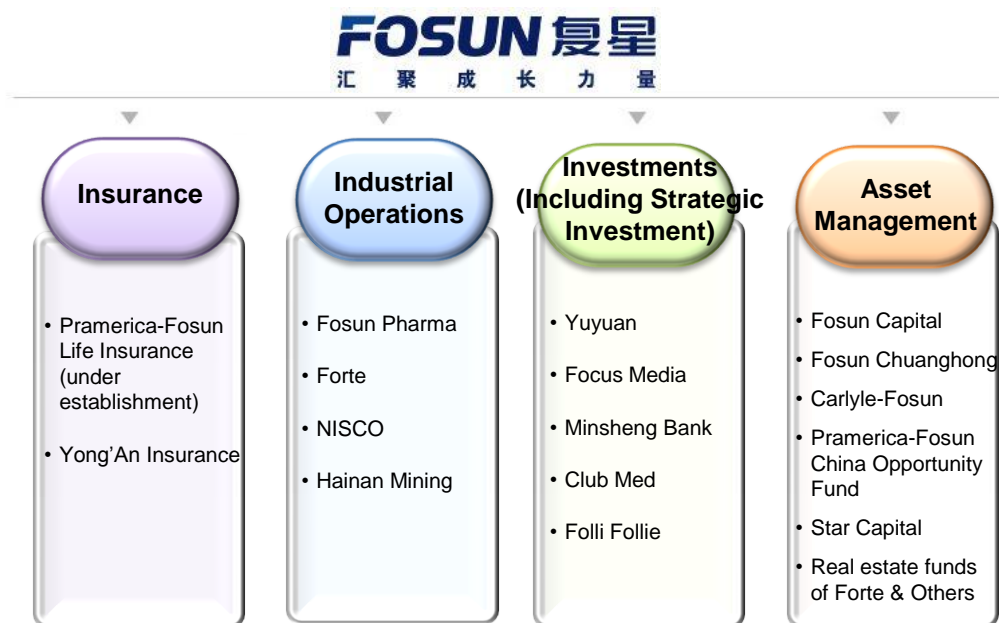 FOSUN 复星
汇聚成长力量
Insurance
• Pramerica-Fosun
Life Insurance
(under
establishment)
• Yong’An Insurance
Industrial
Operations
• Fosun Pharma
• Forte
• NISCO
• Hainan Mining
Investments
(Including Strategic
Investment)
• Yuyuan
• Focus Media
• Minsheng Bank
• Club Med
• Folli Follie
Asset
Management
• Fosun Capital
• Fosun Chuanghong
• Carlyle-Fosun
• Pramerica-Fosun
China Opportunity
Fund
• Star Capital
• Real estate funds
of Forte & Others